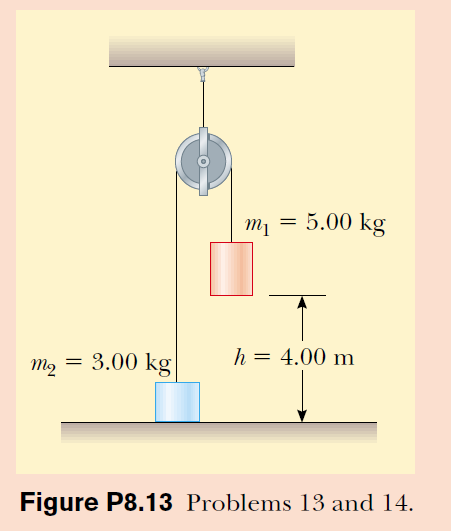 m₁ = 5.00 kg
m₂ = 3.00 kg
h = 4.00 m
Figure P8.13 Problems 13 and 14.